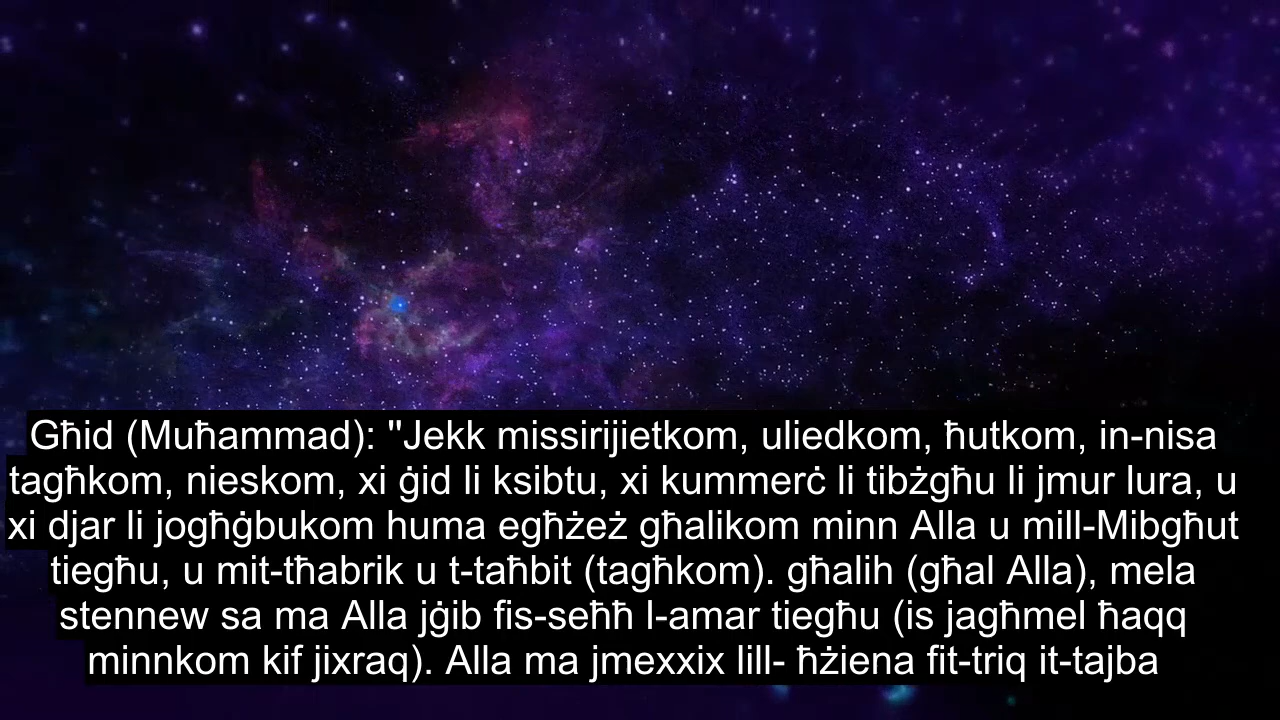 Għid (Muħammad): "Jekk missirijietkom, uliedkom, ħutkom, in-nisa
tagħkom, nieskom, xi ġid li ksibtu, xi kummerċ li tibżgħu li jmur lura, u
xi djar li jogħġbukom huma egħżeż għalikom minn Alla u mill-Mibgħut
tiegħu, u mit-tħabrik u t-taħbit (tagħkom). għalih (għal Alla), mela
stennew sa ma Alla jġib fis-seħħ l-amar tiegħu (is jagħmel ħaqq
minnkom kif jixraq). Alla ma jmexxix lill- ħżiena fit-triq it-tajba